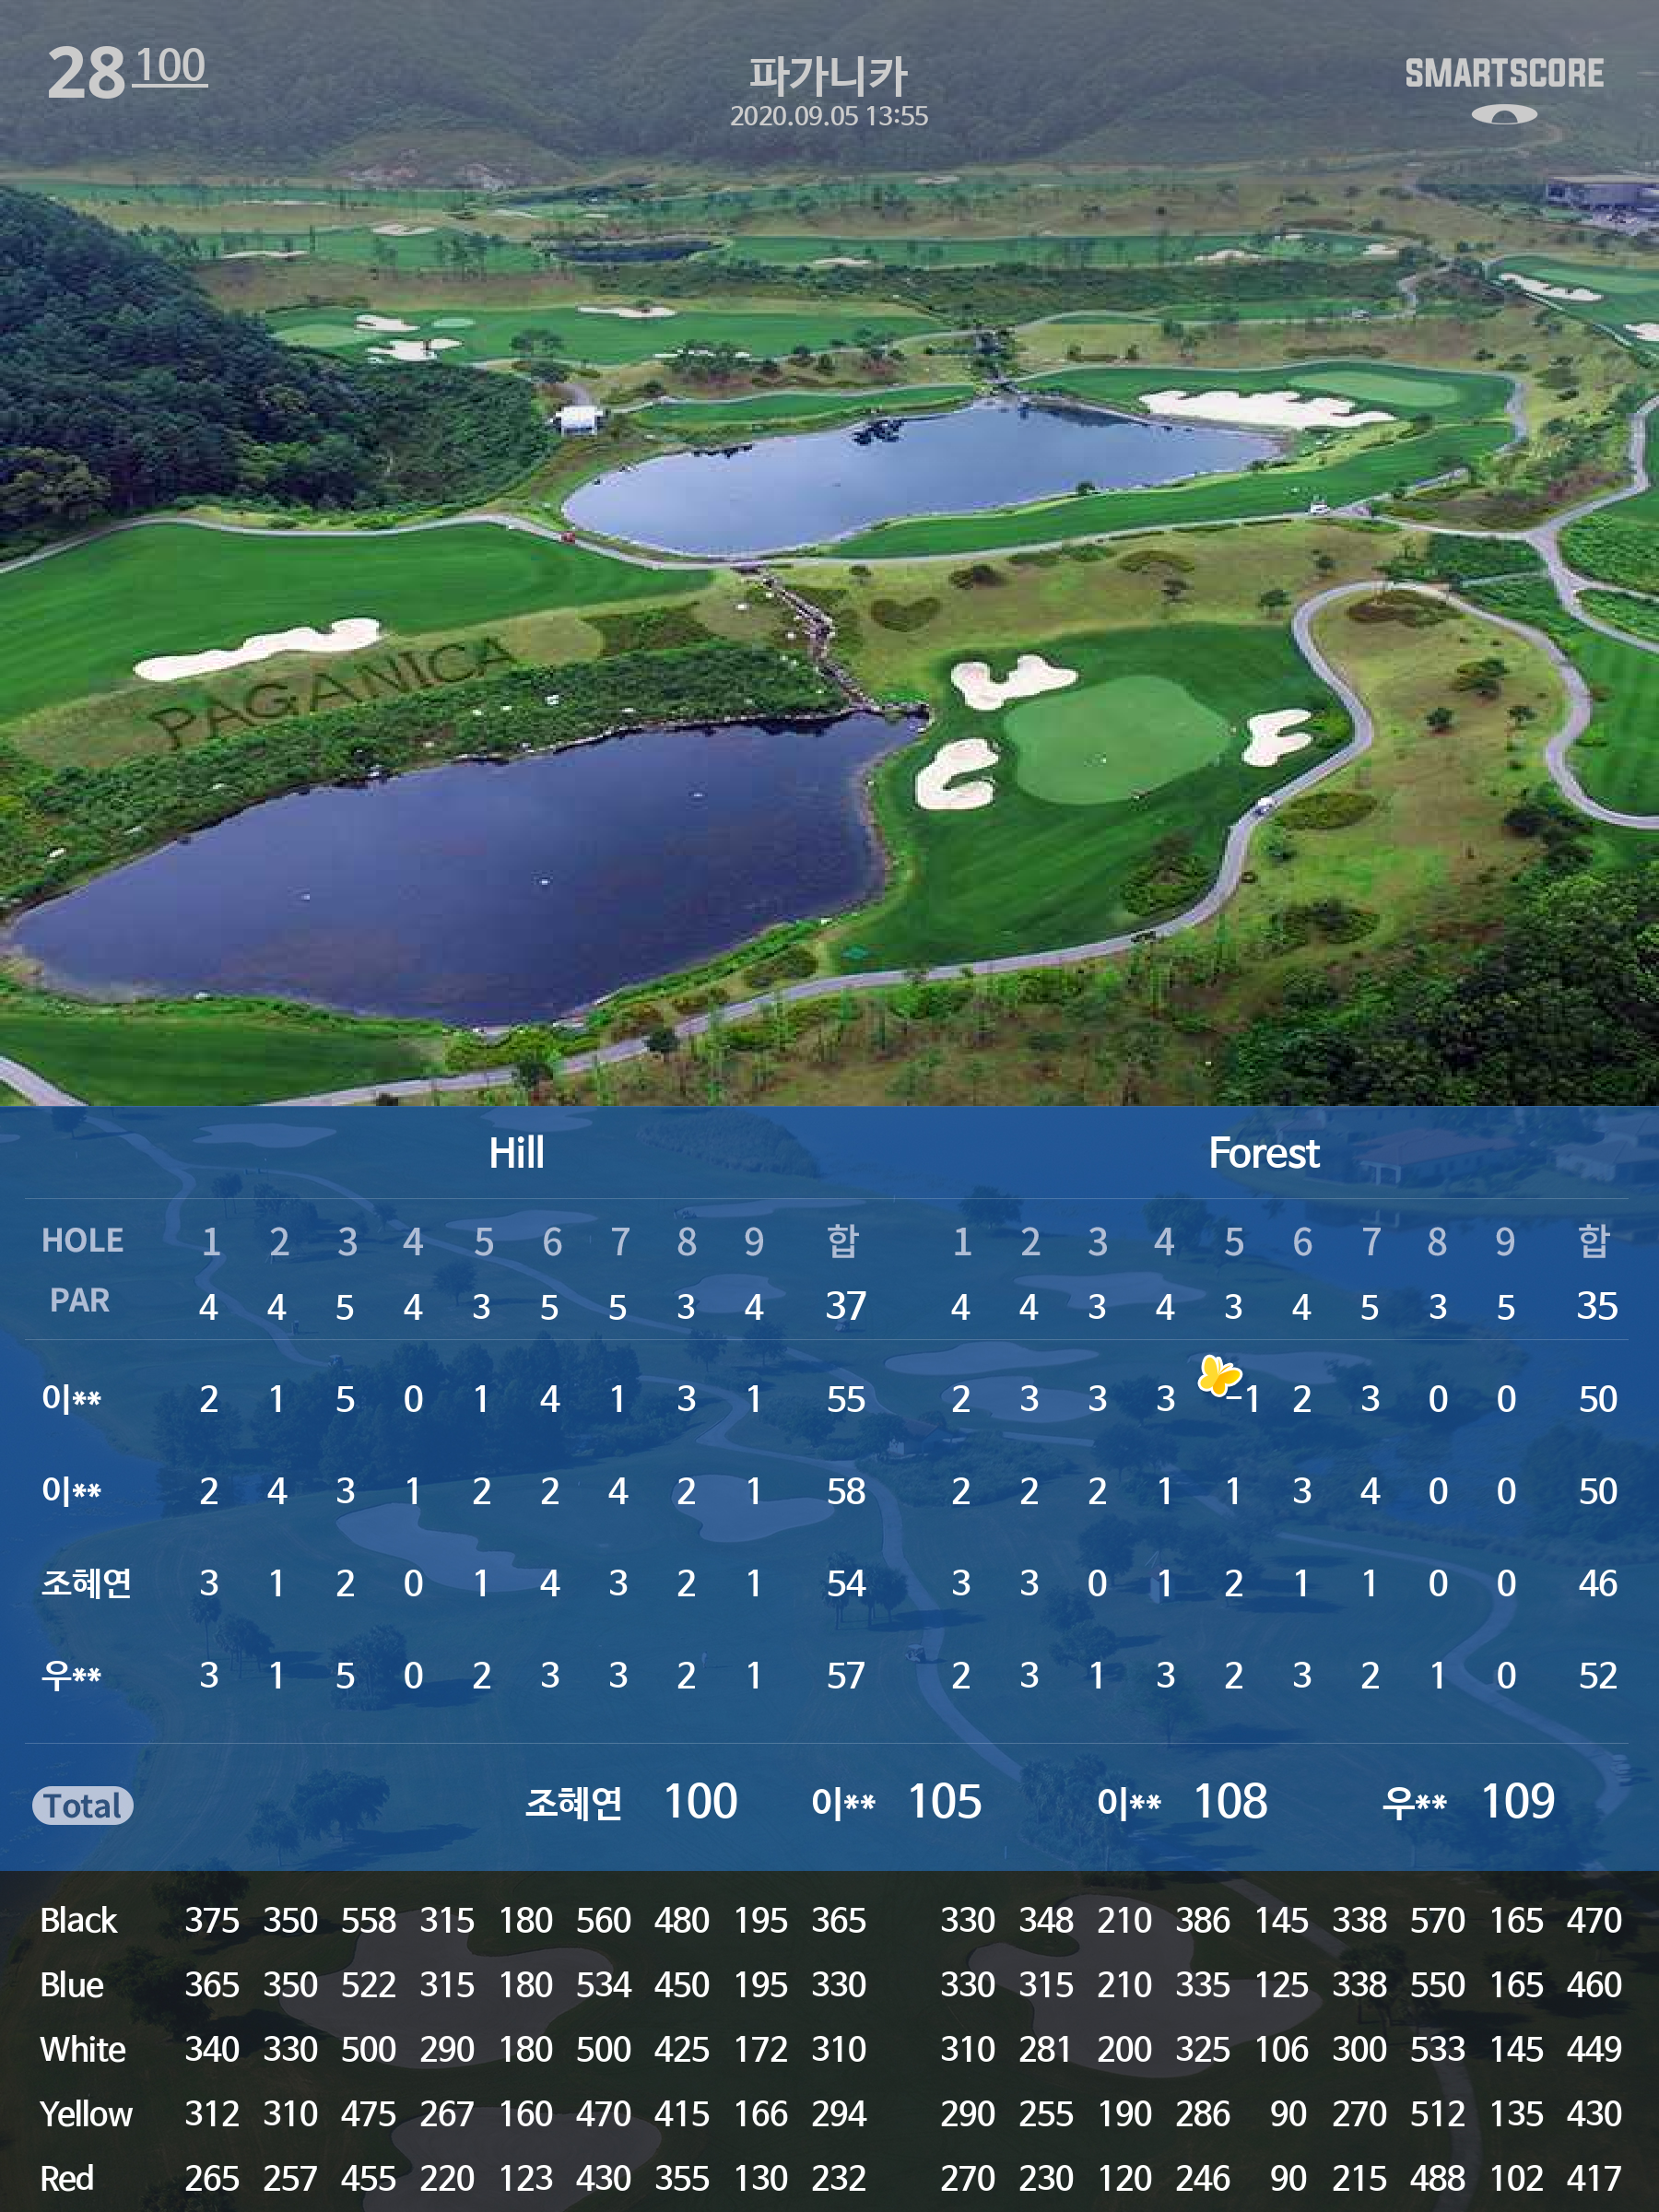 28 100
파가니카
2020.09.05 13:55
SMARTSCORE
PAGANICA
Hill Forest
HOLE 1 2 3 4 5 6 7 8 9 합 1 2 3 4 5 6 7 8 9 합
PAR 4 4 5 4 3 5 5 3 4 37 4 4 3 4 3 4 5 3 5 35
이** 2 1 5 0 1 4 1 3 1 55 2 3 3 3 -1 2 3 0 0 50
이** 2 4 3 1 2 2 4 2 1 58 2 2 2 1 1 3 4 0 0 50
조혜연 3 1 2 0 1 4 3 2 1 54 3 3 0 1 2 1 1 0 0 46
우** 3 1 5 0 2 3 3 2 1 57 2 3 1 3 2 3 2 1 0 52
Total 조혜연 100 이** 105 이** 108 우** 109
Black 375 350 558 315 180 560 480 195 365 330 348 210 386 145 338 570 165 470
Blue 365 350 522 315 180 534 450 195 330 330 315 210 335 125 338 550 165 460
White 340 330 500 290 180 500 425 172 310 310 281 200 325 106 300 533 145 449
Yellow 312 310 475 267 160 470 415 166 294 290 255 190 286 90 270 512 135 430
Red 265 257 455 220 123 430 355 130 232 270 230 120 246 90 215 488 102 417